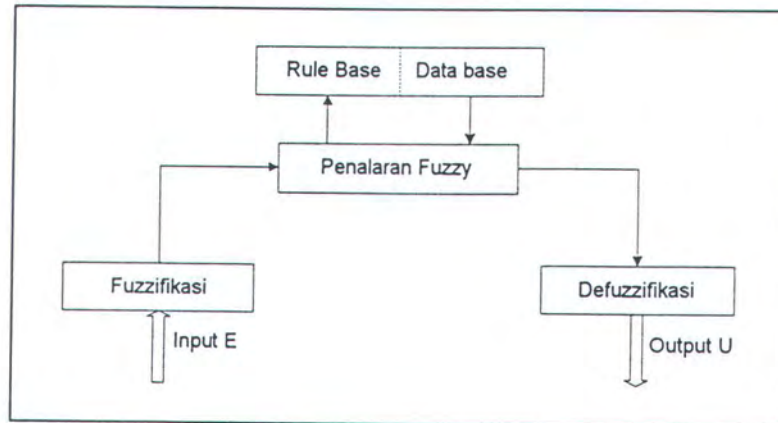 Rule Base Data base
Penalaran Fuzzy
Fuzzifikasi
Defuzzifikasi
Input E
Output U